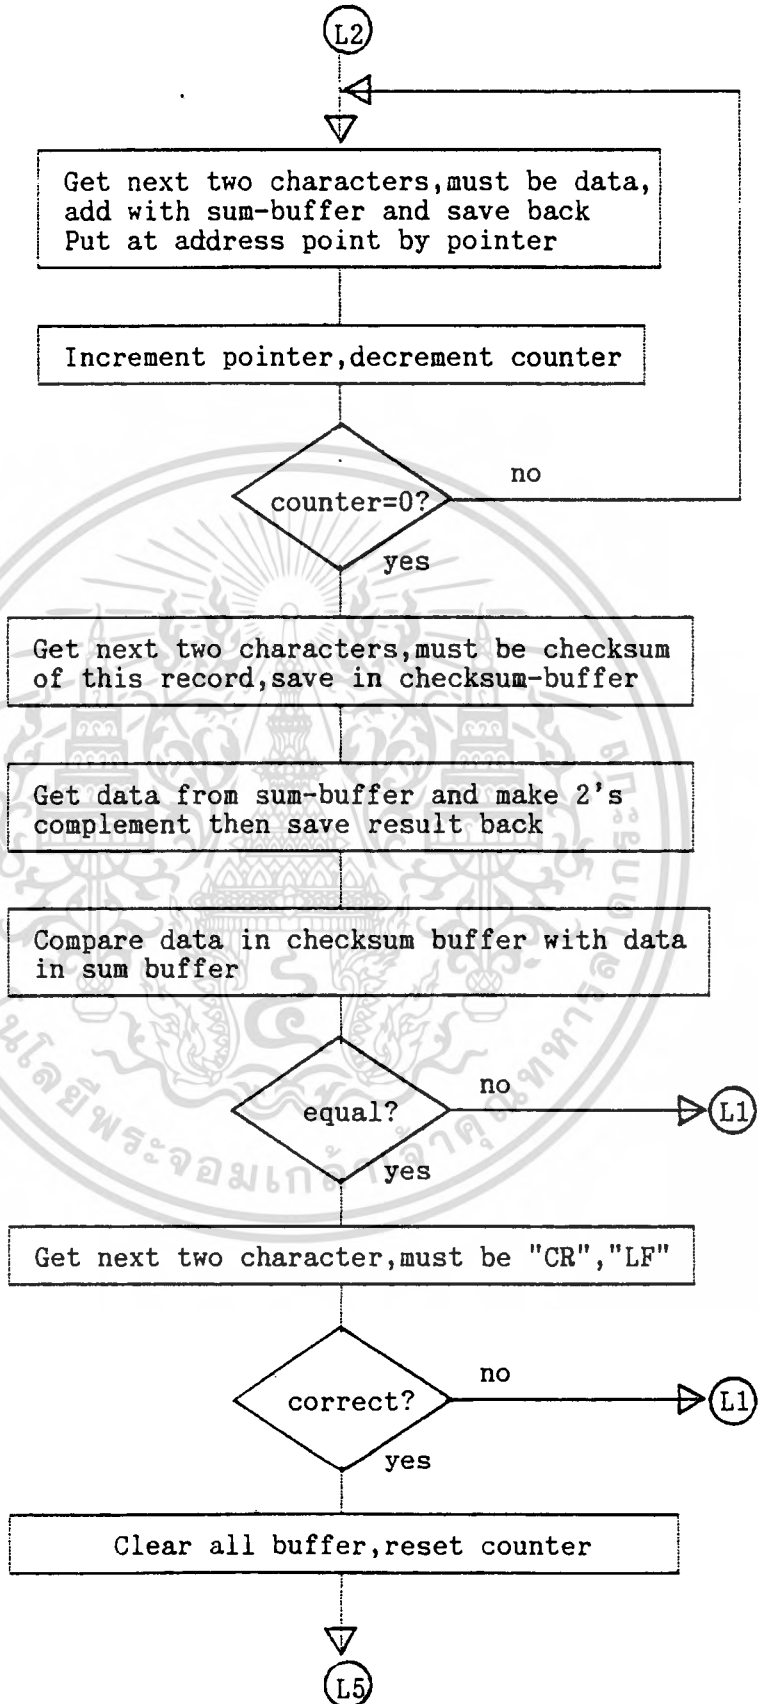 L2
Get next two characters,must be data,
add with sum-buffer and save back
Put at address point by pointer
Increment pointer,decrement counter
counter=0?
no
yes
Get next two characters,must be checksum
of this record,save in checksum-buffer
Get data from sum-buffer and make 2's
complement then save result back
Compare data in checksum buffer with data
in sum buffer
equal?
no
L1
yes
Get next two character,must be "CR","LF"
correct?
no
L1
yes
Clear all buffer,reset counter
L5